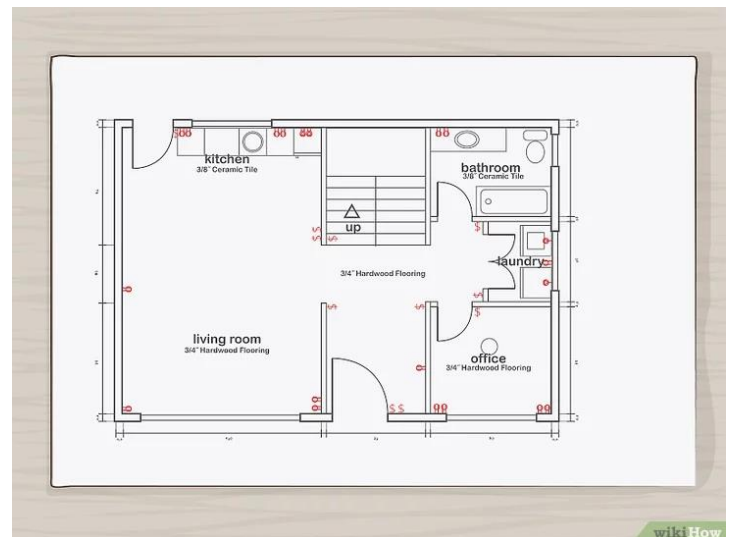 kitchen
3/8" Ceramic Tile
bathroom
3/8" Ceramic Tile
up
laundry
3/4" Hardwood Flooring
living room
3/4" Hardwood Flooring
office
3/4" Hardwood Flooring
wikiHow